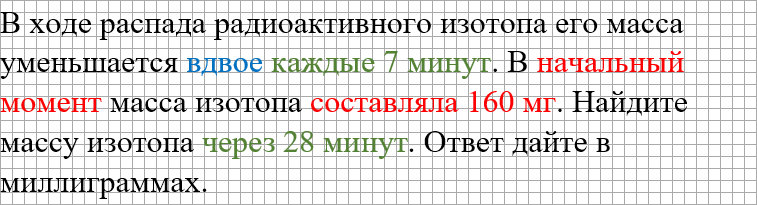 В ходе распада радиоактивного изотопа его масса
уменьшается вдвое каждые 7 минут. В начальный
момент масса изотопа составляла 160 мг. Найдите
массу изотопа через 28 минут. Ответ дайте в
миллиграммах.